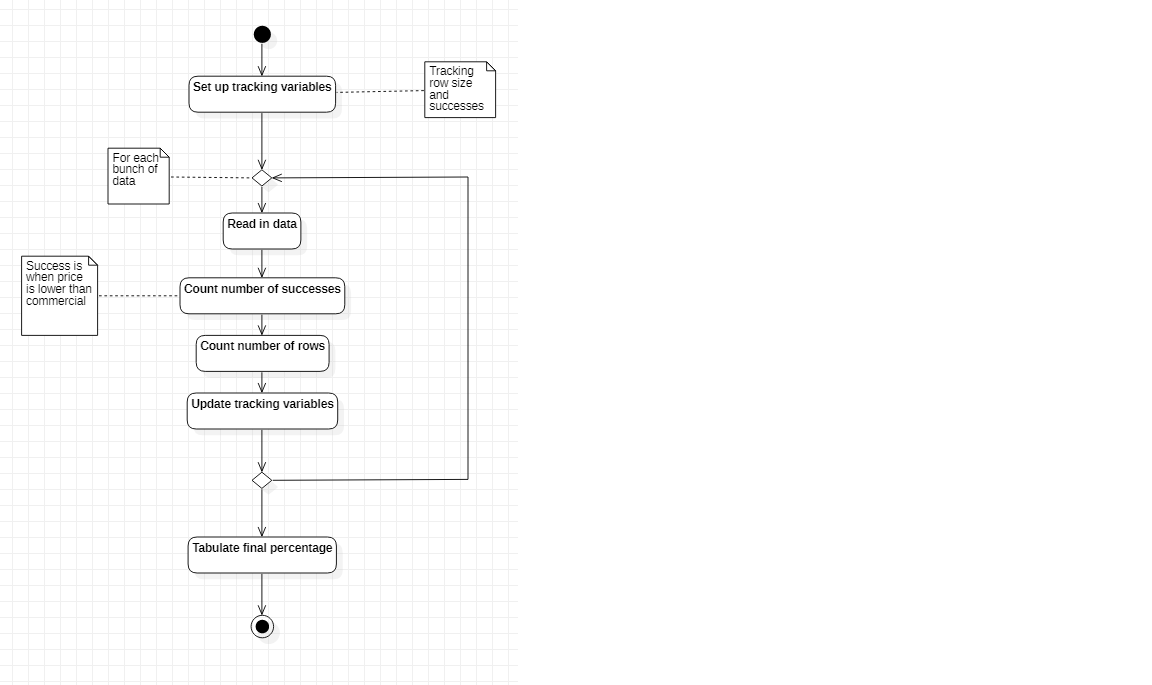 Set up tracking variables
Tracking
row size
and
successes
For each
bunch of
data
Read in data
Success is
when price
is lower than
commercial
Count number of successes
Count number of rows
Update tracking variables
Tabulate final percentage